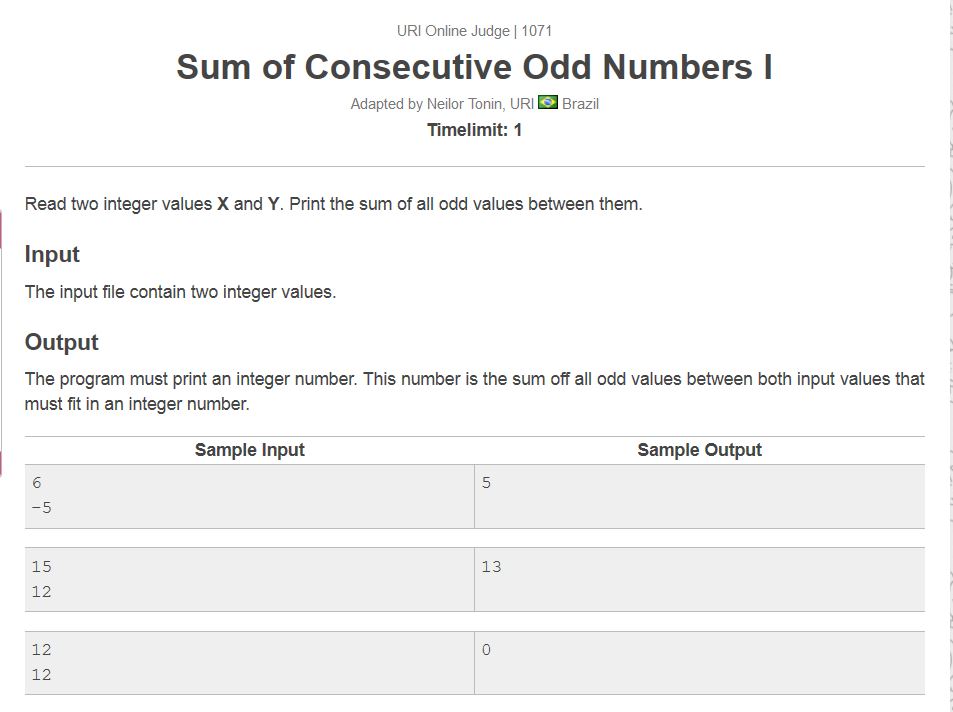 URI Online Judge | 1071
Sum of Consecutive Odd Numbers I
Adapted by Neilor Tonin, URI Brazil
Timelimit: 1
Read two integer values X and Y. Print the sum of all odd values between them.
Input
The input file contain two integer values.
Output
The program must print an integer number. This number is the sum off all odd values between both input values that
must fit in an integer number.
Sample Input Sample Output
6 5
-5
15 13
12
12 0
12